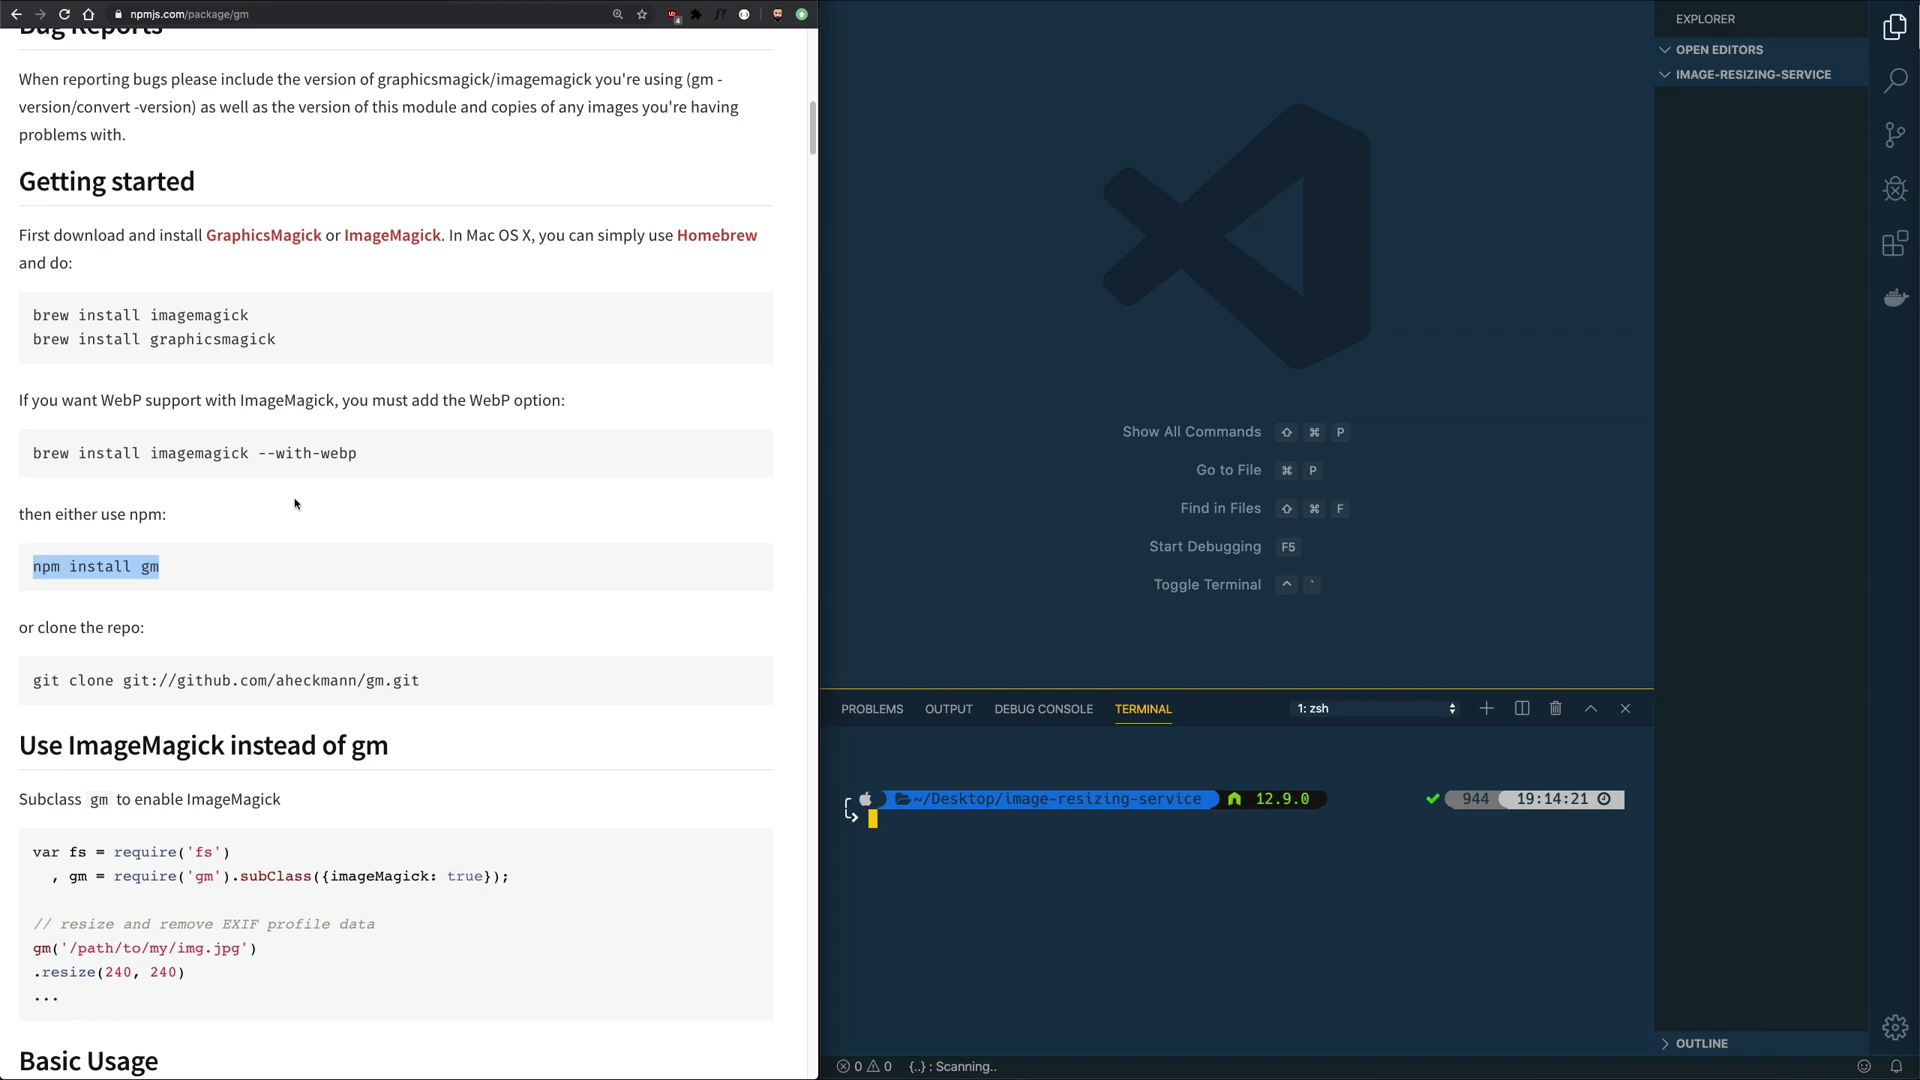 npmjs.com/package/gm
Bug Reports
When reporting bugs please include the version of graphicsmagick/imagemagick you're using (gm -
version/convert -version) as well as the version of this module and copies of any images you're having
problems with.
Getting started
First download and install GraphicsMagick or ImageMagick. In Mac OS X, you can simply use Homebrew
and do:
brew install imagemagick
brew install graphicsmagick
If you want WebP support with ImageMagick, you must add the WebP option:
brew install imagemagick --with-webp
then either use npm:
npm install gm
or clone the repo:
git clone git://github.com/aheckmann/gm.git
Use ImageMagick instead of gm
Subclass gm to enable ImageMagick
var fs = require('fs')
  , gm = require('gm').subClass({imageMagick: true});
// resize and remove EXIF profile data
gm('/path/to/my/img.jpg')
.resize(240, 240)
...
Basic Usage
Show All Commands ⇧ ⌘ P
Go to File ⌘ P
Find in Files ⇧ ⌘ F
Start Debugging F5
Toggle Terminal ^ `
PROBLEMS OUTPUT DEBUG CONSOLE TERMINAL 1: zsh
~/Desktop/image-resizing-service 12.9.0 944 19:14:21
0 0 {..} : Scanning..
EXPLORER
OPEN EDITORS
IMAGE-RESIZING-SERVICE
OUTLINE